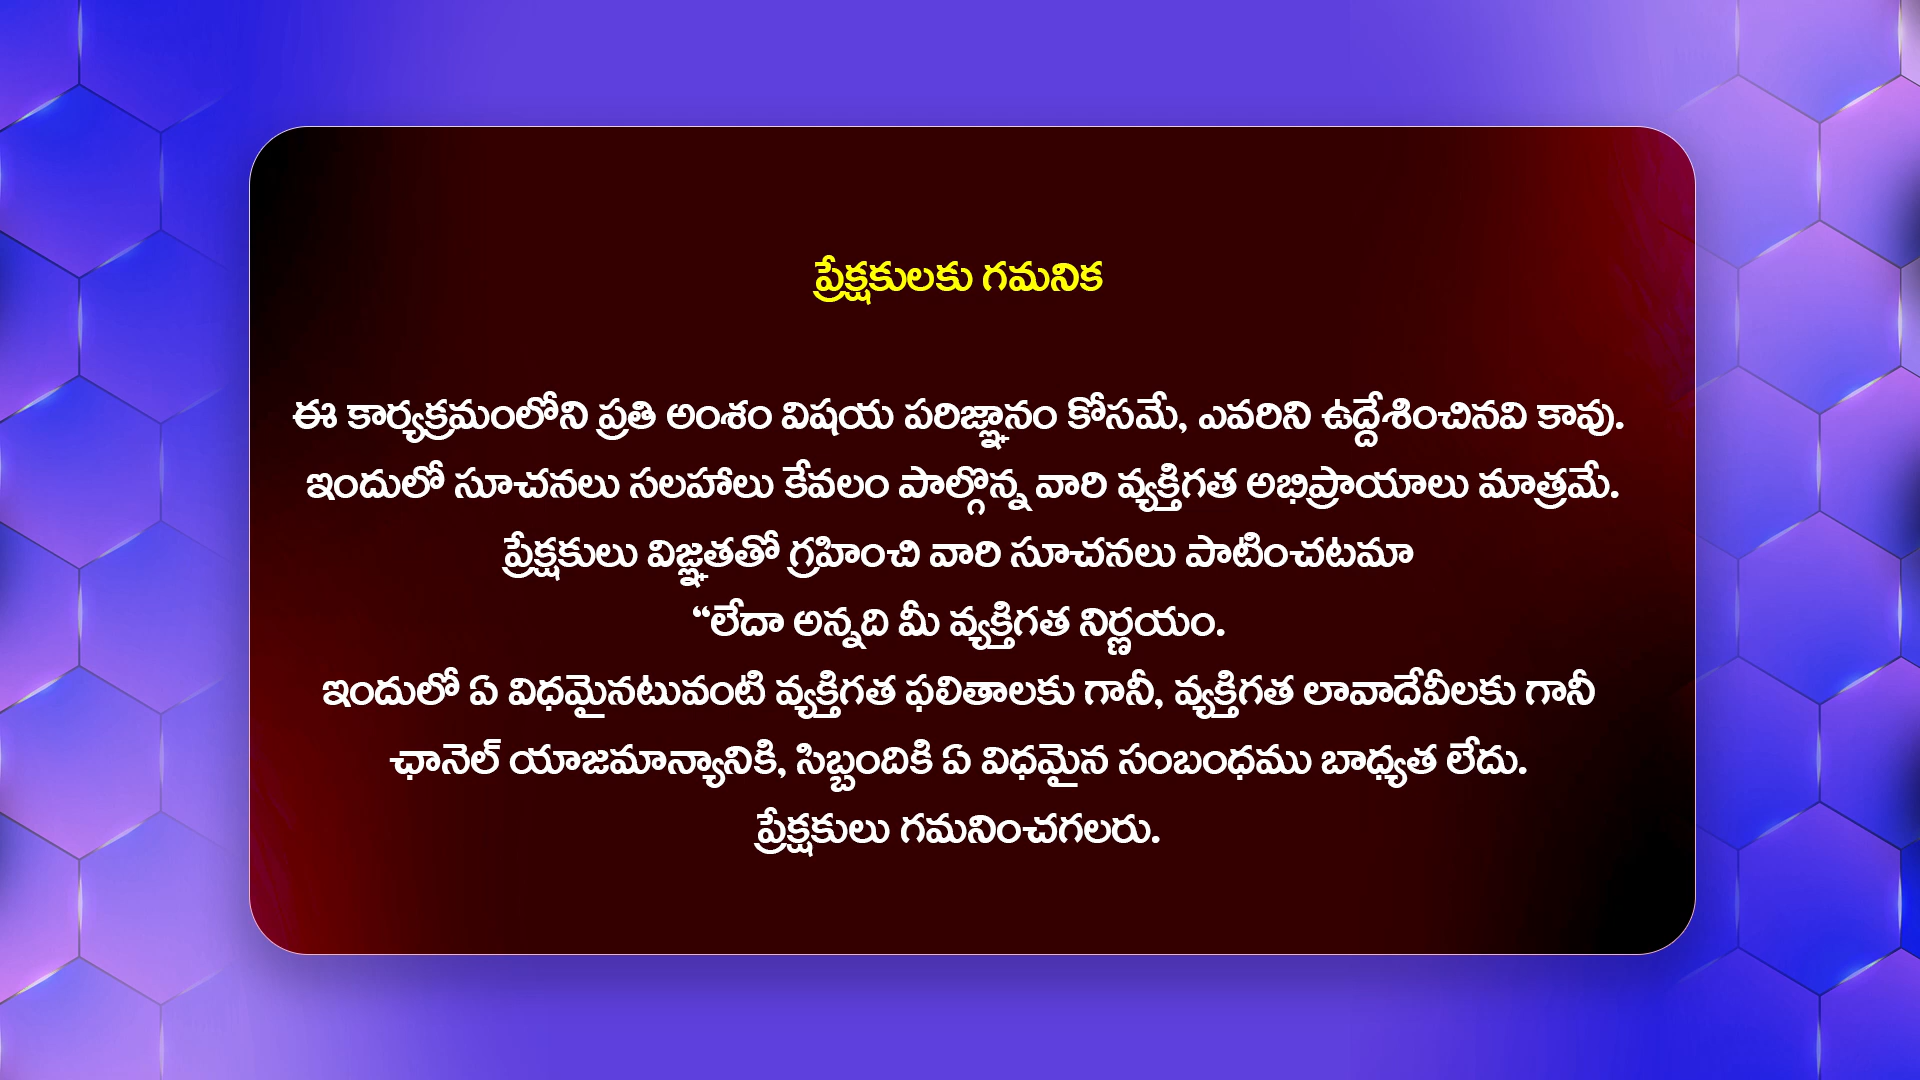 ప్రేక్షకులకు గమనిక
ఈ కార్యక్రమంలోని ప్రతి అంశం విషయ పరిజ్ఞానం కోసమే, ఎవరిని ఉద్దేశించినవి కావు.
ఇందులో సూచనలు సలహాలు కేవలం పాల్గొన్న వారి వ్యక్తిగత అభిప్రాయాలు మాత్రమే.
ప్రేక్షకులు విజ్ఞతతో గ్రహించి వారి సూచనలు పాటించటమా
“లేదా అన్నది మీ వ్యక్తిగత నిర్ణయం.
ఇందులో ఏ విధమైనటువంటి వ్యక్తిగత ఫలితాలకు గానీ, వ్యక్తిగత లావాదేవీలకు గానీ
ఛానెల్ యాజమాన్యానికి, సిబ్బందికి ఏ విధమైన సంబంధము బాధ్యత లేదు.
ప్రేక్షకులు గమనించగలరు.